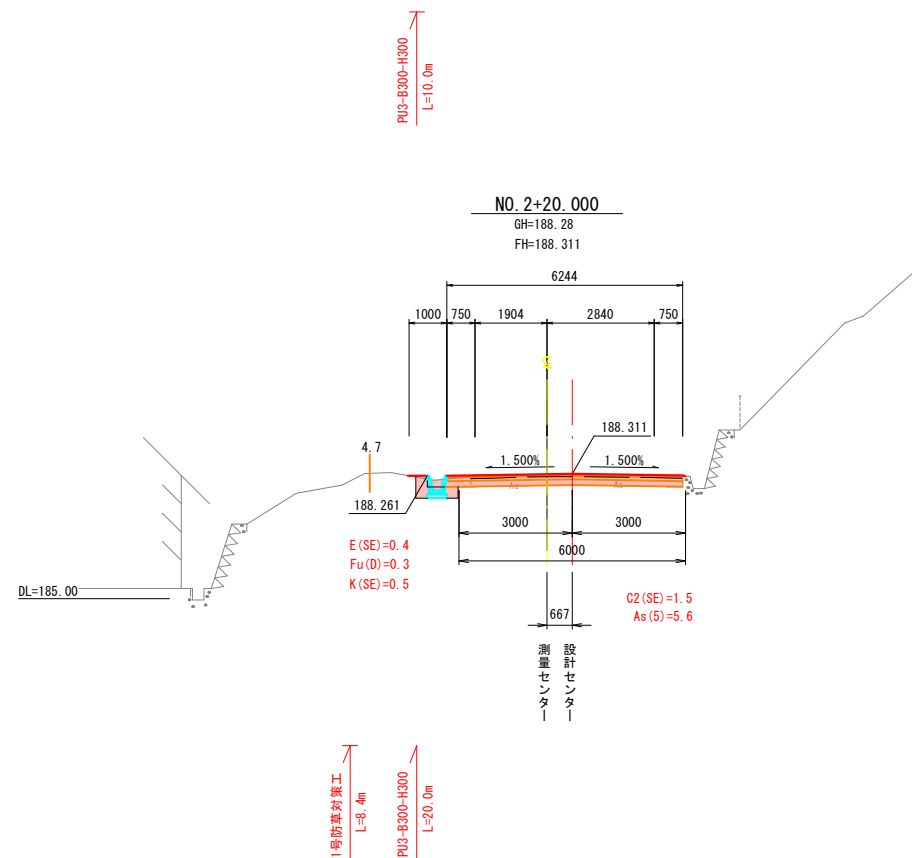 PU3-B300-H300
L=10.0m
NO.2+20.000
GH=188.28
FH=188.311
6244
1000
750
1904
2840
750
188.311
4.7
1.500%
1.500%
As
As
188.261
3000
3000
6000
E(SE)=0.4
Fu(D)=0.3
K(SE)=0.5
DL=185.00
C2(SE)=1.5
As(5)=5.6
667
測量センター
設計センター
1号防草対策工
L=8.4m
PU3-B300-H300
L=20.0m